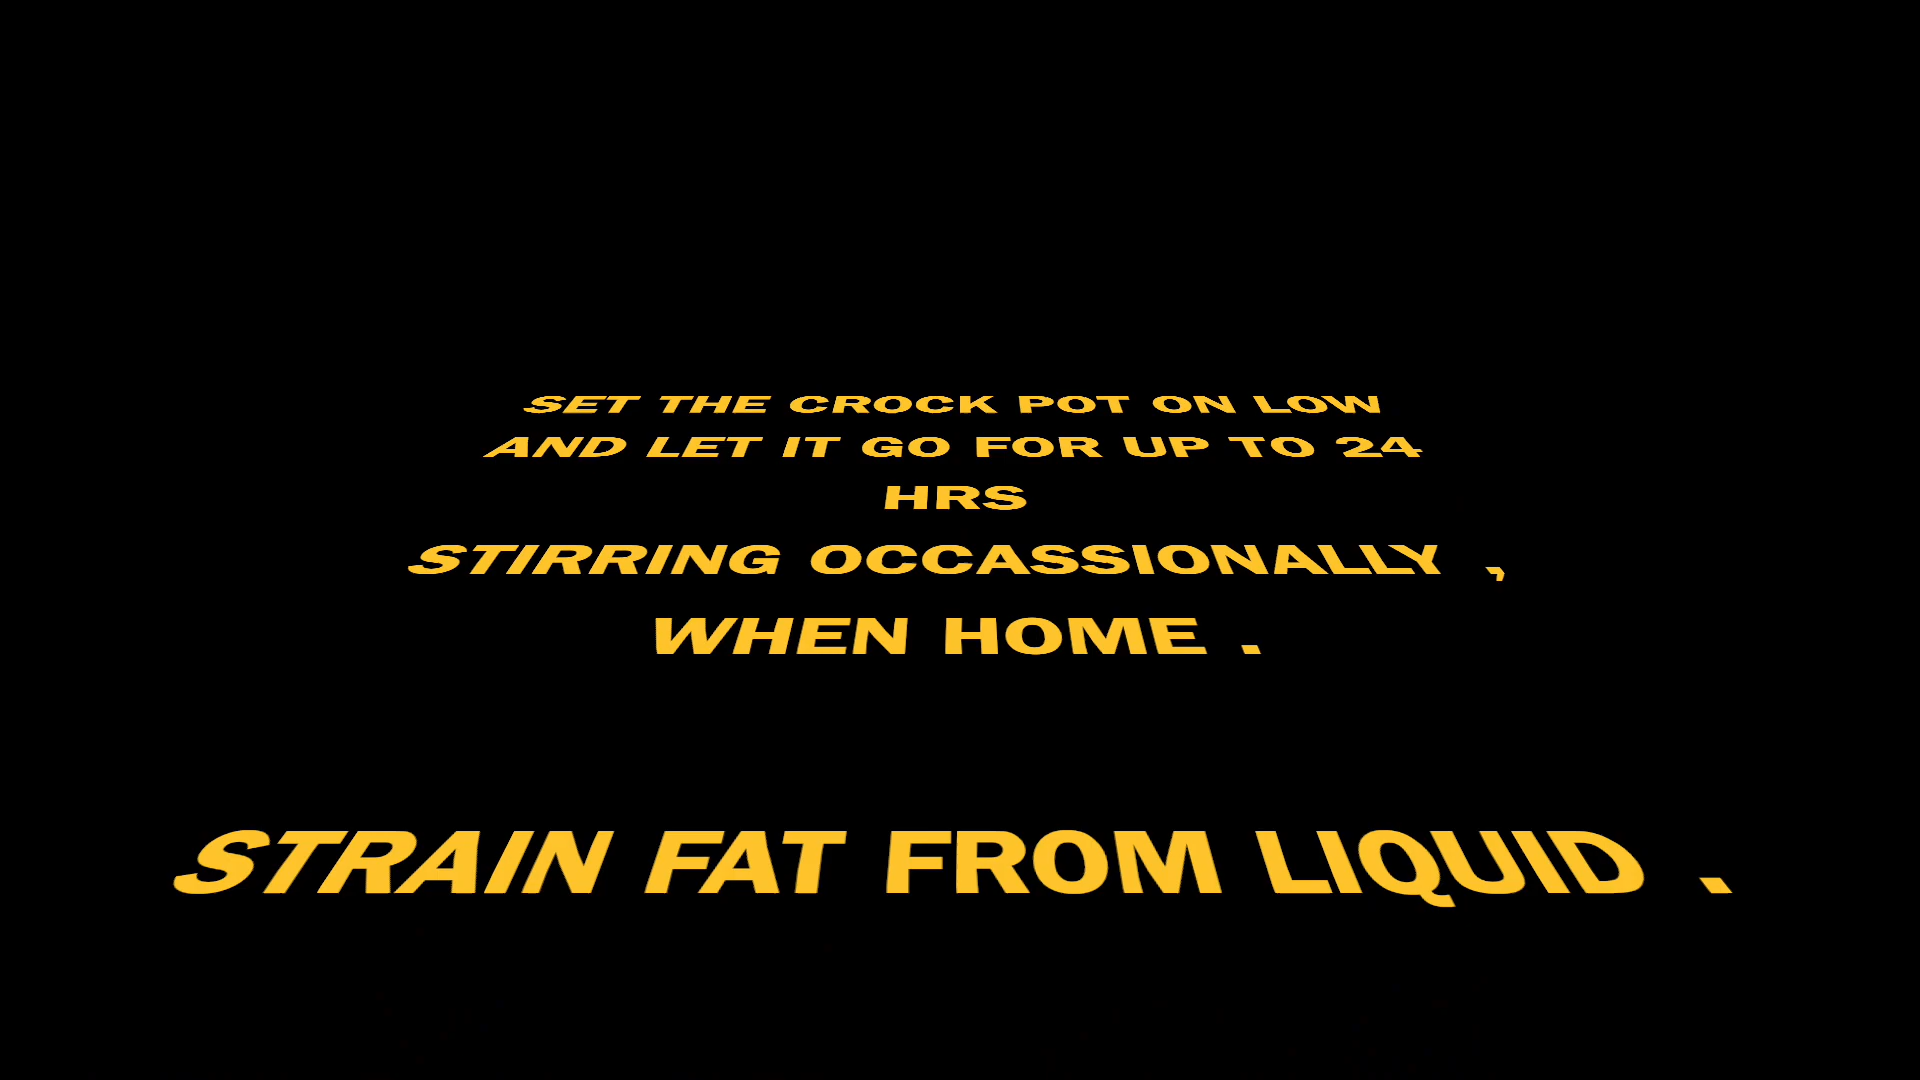 SET THE CROCK POT ON LOW
AND LET IT GO FOR UP TO 24
HRS
STIRRING OCCASSIONALLY ,
WHEN HOME .
STRAIN FAT FROM LIQUID .